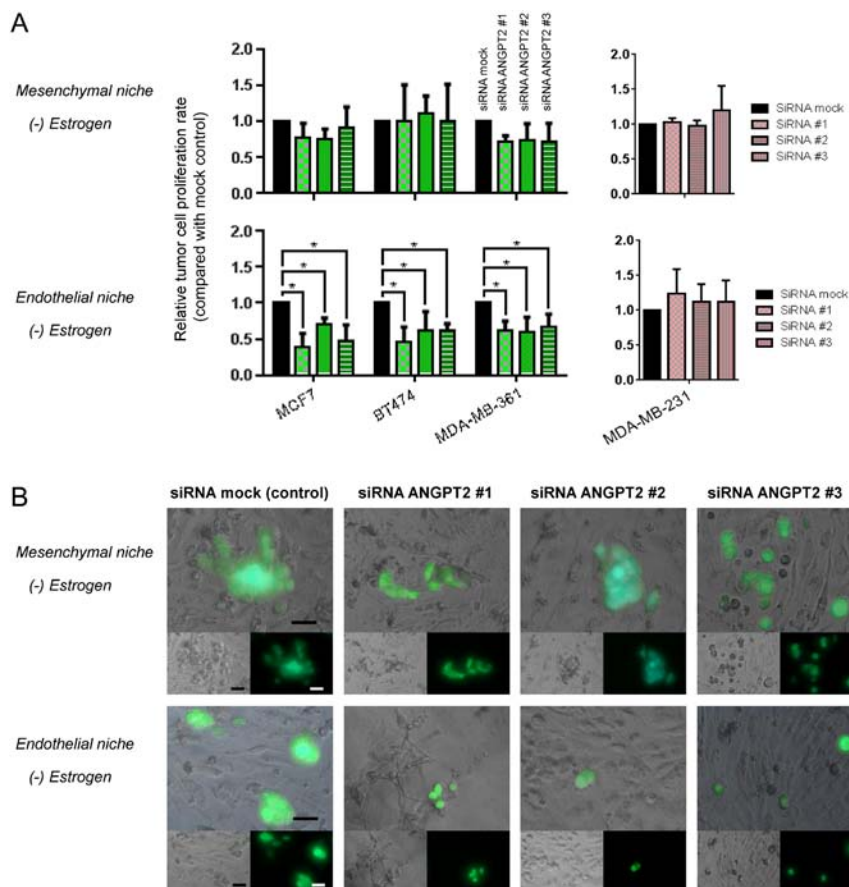 A
Mesenchymal niche
(-) Estrogen
Endothelial niche
(-) Estrogen
Relative tumor cell proliferation rate
(compared with mock control)
2.0
1.5
1.0
0.5
0.0
siRNA mock
siRNA ANGPT2 #1
siRNA ANGPT2 #2
siRNA ANGPT2 #3
2.0
1.5
1.0
0.5
0
SiRNA mock
SiRNA #1
SiRNA #2
SiRNA #3
2.0
1.5
1.0
0.5
0.0
* * *
* * *
* * *
MCF7
BT474
MDA-MB-361
2.0
1.5
1.0
0.5
0
SiRNA mock
SiRNA #1
SiRNA #2
SiRNA #3
MDA-MB-231
B
siRNA mock (control)
siRNA ANGPT2 #1
siRNA ANGPT2 #2
siRNA ANGPT2 #3
Mesenchymal niche
(-) Estrogen
Endothelial niche
(-) Estrogen